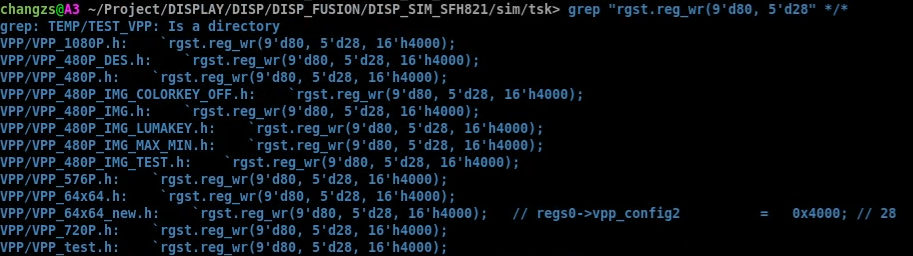 changzs@A3 ~/Project/DISPLAY/DISP/DISP_FUSION/DISP_SIM_SFH821/sim/tsk> grep "rgst.reg_wr(9'd80, 5'd28" */*
grep: TEMP/TEST_VPP: Is a directory
VPP/VPP_1080P.h:    `rgst.reg_wr(9'd80, 5'd28, 16'h4000);
VPP/VPP_480P_DES.h:    `rgst.reg_wr(9'd80, 5'd28, 16'h4000);
VPP/VPP_480P.h:    `rgst.reg_wr(9'd80, 5'd28, 16'h4000);
VPP/VPP_480P_IMG_COLORKEY_OFF.h:    `rgst.reg_wr(9'd80, 5'd28, 16'h4000);
VPP/VPP_480P_IMG.h:    `rgst.reg_wr(9'd80, 5'd28, 16'h4000);
VPP/VPP_480P_IMG_LUMAKEY.h:    `rgst.reg_wr(9'd80, 5'd28, 16'h4000);
VPP/VPP_480P_IMG_MAX_MIN.h:    `rgst.reg_wr(9'd80, 5'd28, 16'h4000);
VPP/VPP_480P_IMG_TEST.h:    `rgst.reg_wr(9'd80, 5'd28, 16'h4000);
VPP/VPP_576P.h:    `rgst.reg_wr(9'd80, 5'd28, 16'h4000);
VPP/VPP_64x64.h:    `rgst.reg_wr(9'd80, 5'd28, 16'h4000);
VPP/VPP_64x64_new.h:    `rgst.reg_wr(9'd80, 5'd28, 16'h4000);   // regs0->vpp_config2          =   0x4000; // 28
VPP/VPP_720P.h:    `rgst.reg_wr(9'd80, 5'd28, 16'h4000);
VPP/VPP_test.h:    `rgst.reg_wr(9'd80, 5'd28, 16'h4000);